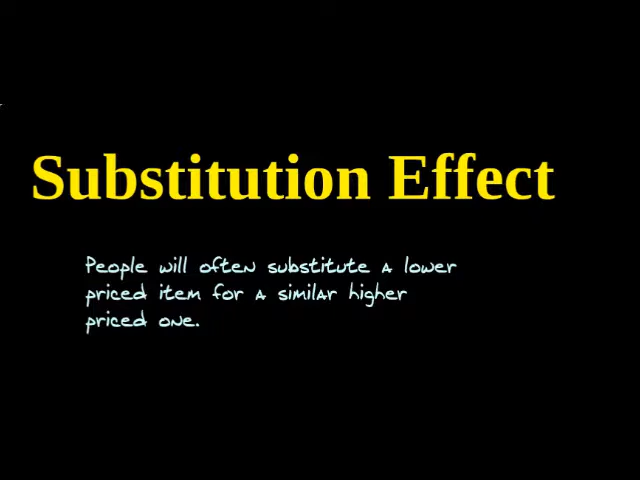 Substitution Effect
People will often substitute a lower
priced item for a similar higher
priced one.